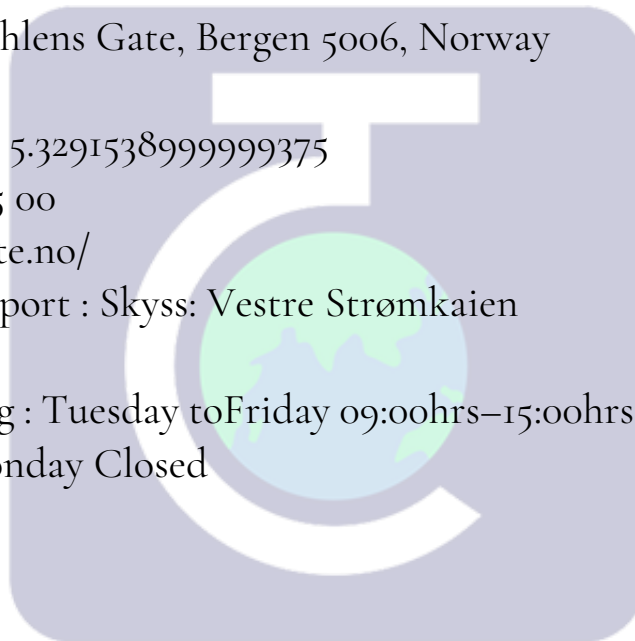 hlens Gate, Bergen 5006, Norway
5.3291538999999375
5 00
te.no/
port : Skyss: Vestre Strømkaien
g : Tuesday toFriday 09:00hrs–15:00hrs
onday Closed